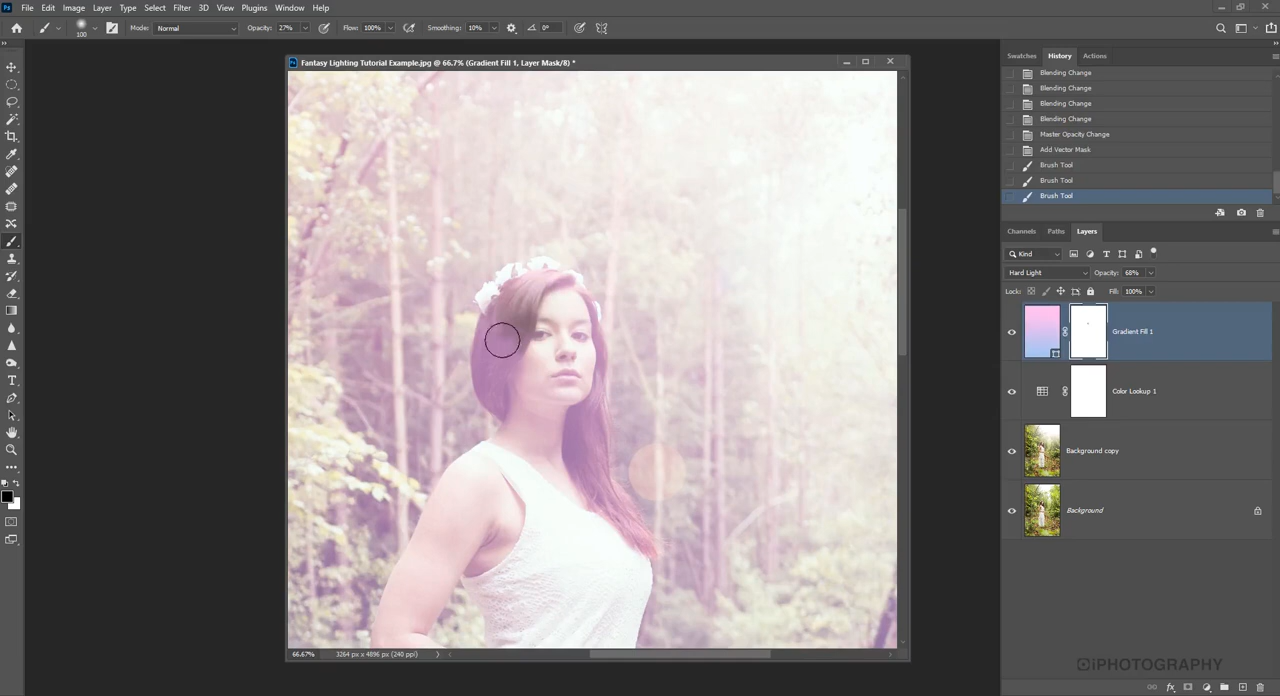 Ps File Edit Image Layer Type Select Filter 3D View Plugins Window Help
100 Mode: Normal Opacity: 27% Flow: 100% Smoothing: 10% 0°
Fantasy Lighting Tutorial Example.jpg @ 66.7% (Gradient Fill 1, Layer Mask/8) *
Swatches History Actions
Blending Change
Blending Change
Blending Change
Blending Change
Master Opacity Change
Add Vector Mask
Brush Tool
Brush Tool
Brush Tool
Channels Paths Layers
Kind
Hard Light Opacity: 68%
Lock: Fill: 100%
Gradient Fill 1
Color Lookup 1
Background copy
Background
66.67% 3264 px x 4896 px (240 ppi)
iPHOTOGRAPHY
fx